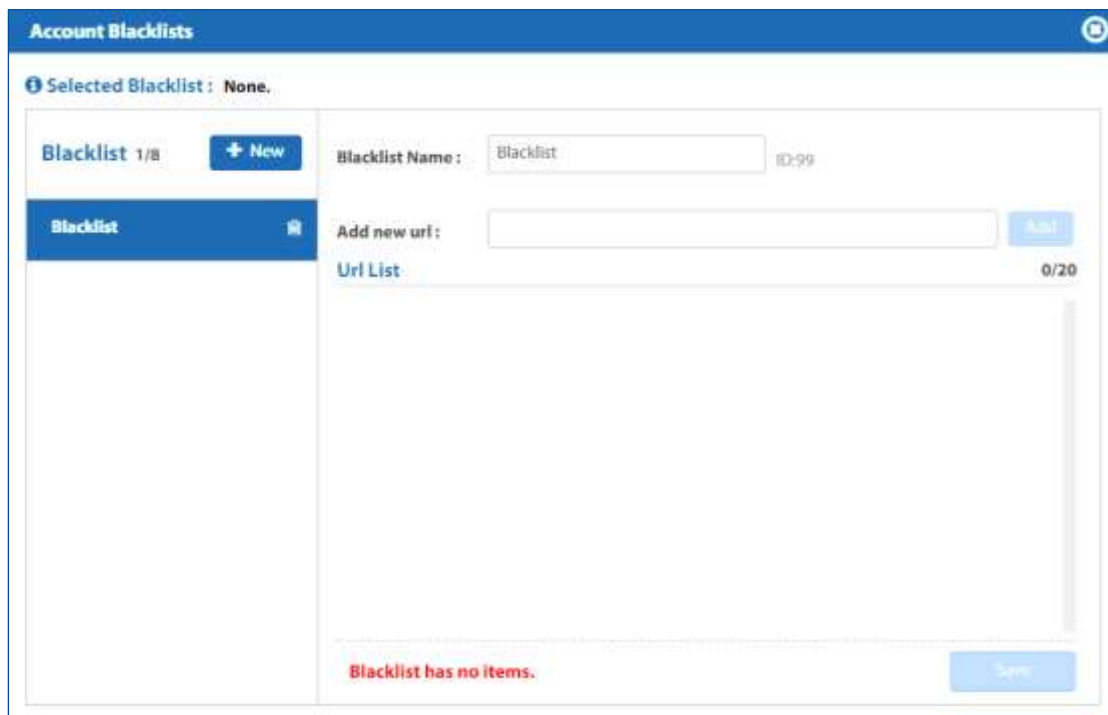 Account Blacklists
Selected Blacklist : None.
Blacklist 1/8
+ New
Blacklist
Blacklist Name :
Blacklist
ID:99
Add new url :
Add
Url List
0/20
Blacklist has no items.
Save